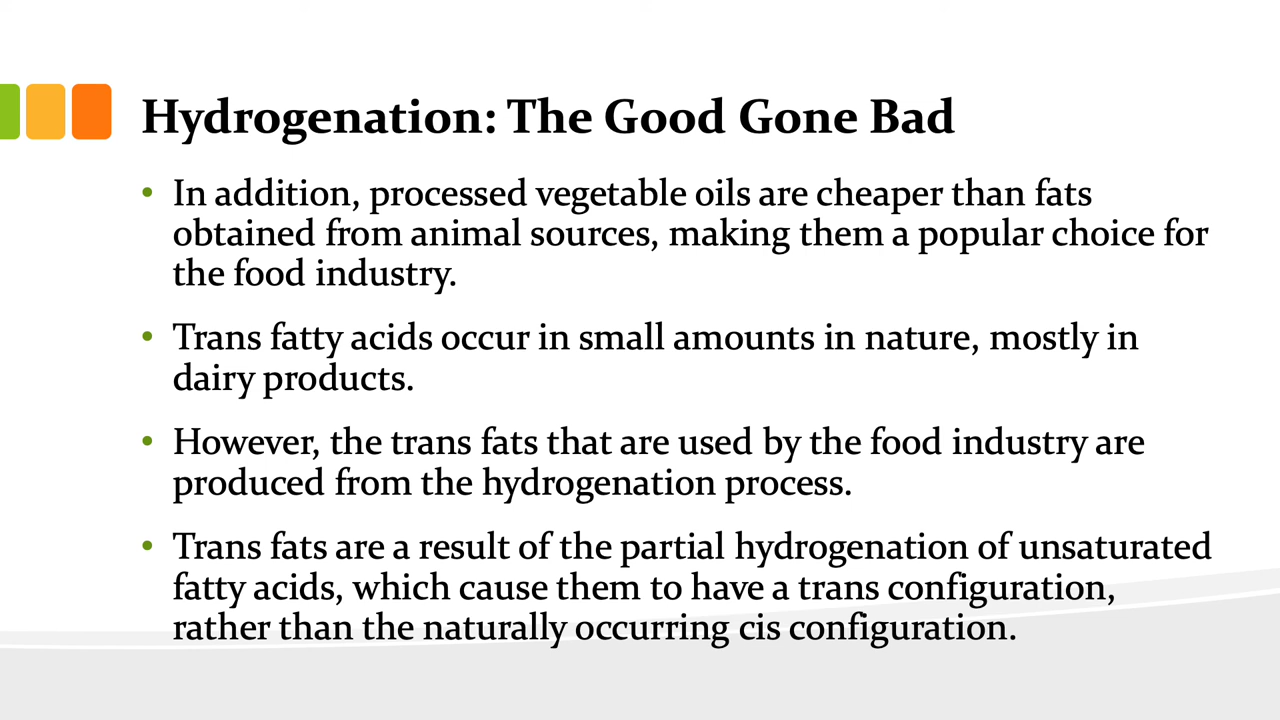 Hydrogenation: The Good Gone Bad
• In addition, processed vegetable oils are cheaper than fats
obtained from animal sources, making them a popular choice for
the food industry.
• Trans fatty acids occur in small amounts in nature, mostly in
dairy products.
• However, the trans fats that are used by the food industry are
produced from the hydrogenation process.
• Trans fats are a result of the partial hydrogenation of unsaturated
fatty acids, which cause them to have a trans configuration,
rather than the naturally occurring cis configuration.